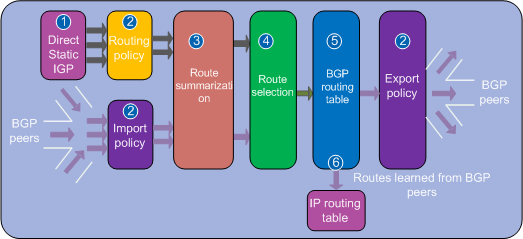 1
Direct
Static
IGP
2
Routing
policy
3
Route
summarizati
on
4
Route
selection
5
BGP
routing
table
2
Export
policy
BGP
peers
BGP
peers
2
Import
policy
6
Routes learned from BGP
peers
IP routing
table